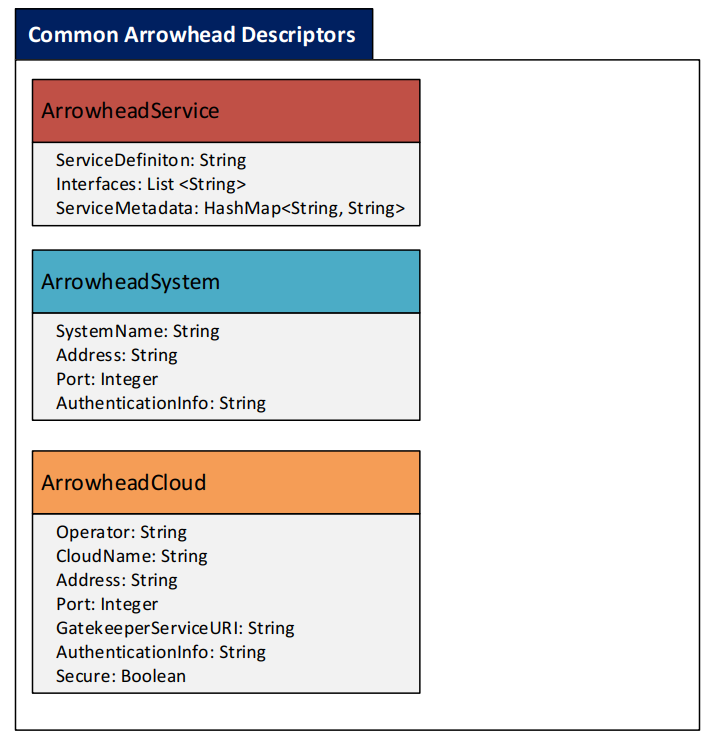 Common Arrowhead Descriptors
ArrowheadService
ServiceDefiniton: String
Interfaces: List <String>
ServiceMetadata: HashMap<String, String>
ArrowheadSystem
SystemName: String
Address: String
Port: Integer
AuthenticationInfo: String
ArrowheadCloud
Operator: String
CloudName: String
Address: String
Port: Integer
GatekeeperServiceURI: String
AuthenticationInfo: String
Secure: Boolean